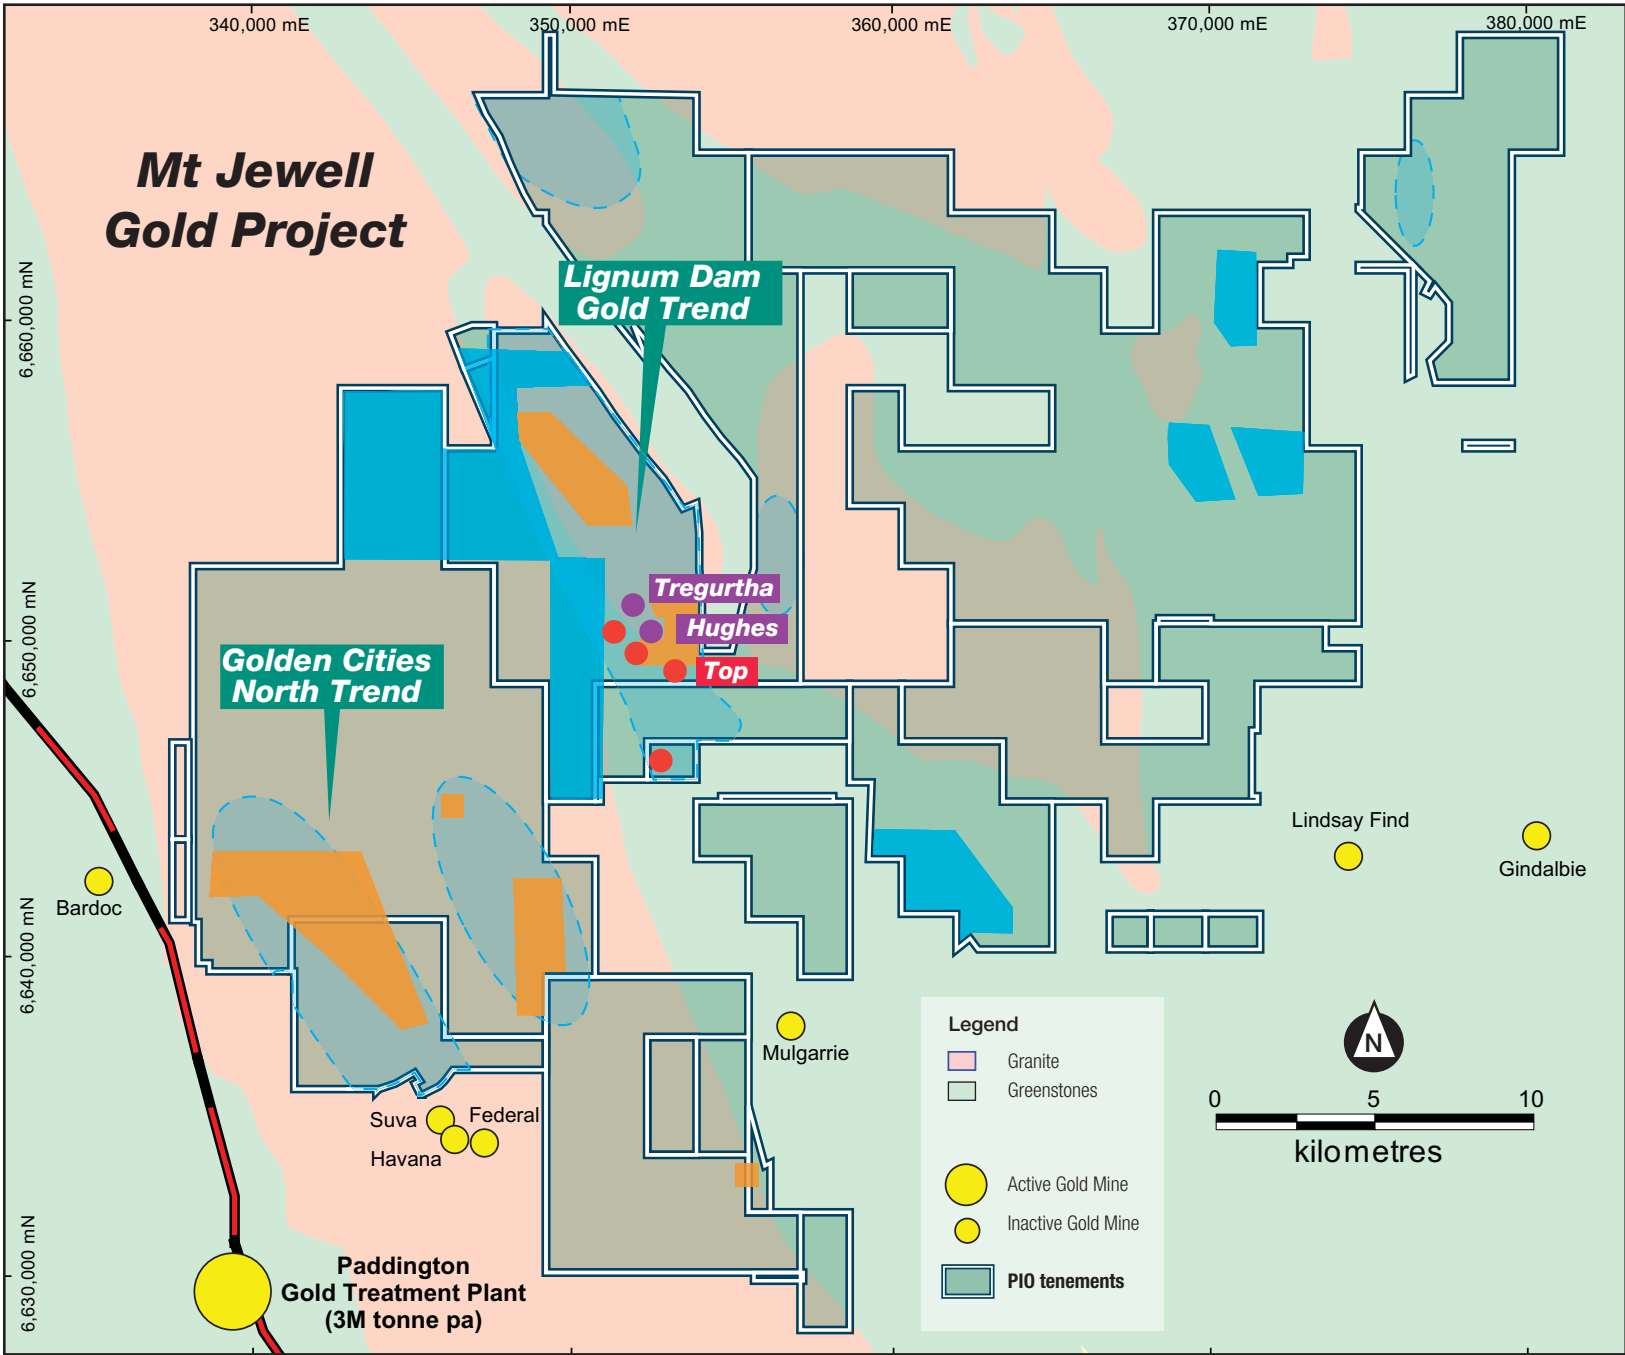 340,000 mE
350,000 mE
360,000 mE
370,000 mE
380,000 mE
Mt Jewell
Gold Project
Lignum Dam
Gold Trend
6,660,000 mN
Tregurtha
Hughes
Top
6,650,000 mN
Golden Cities
North Trend
Lindsay Find
Gindalbie
Bardoc
6,640,000 mN
Mulgarrie
Suva
Federal
Havana
Legend
Granite
Greenstones
Active Gold Mine
Inactive Gold Mine
PIO tenements
N
0 5 10
kilometres
6,630,000 mN
Paddington
Gold Treatment Plant
(3M tonne pa)